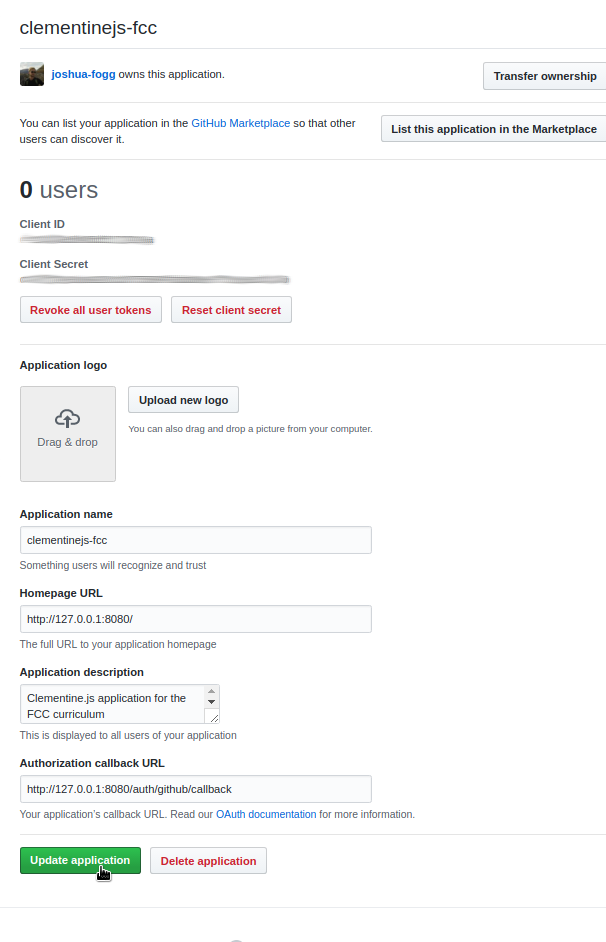 clementinejs-fcc
joshua-fogg owns this application.
Transfer ownership
You can list your application in the GitHub Marketplace so that other
users can discover it.
List this application in the Marketplace
0 users
Client ID
Client Secret
Revoke all user tokens
Reset client secret
Application logo
Drag & drop
Upload new logo
You can also drag and drop a picture from your computer.
Application name
clementinejs-fcc
Something users will recognize and trust
Homepage URL
http://127.0.0.1:8080/
The full URL to your application homepage
Application description
Clementine.js application for the
FCC curriculum
This is displayed to all users of your application
Authorization callback URL
http://127.0.0.1:8080/auth/github/callback
Your application's callback URL. Read our OAuth documentation for more information.
Update application
Delete application